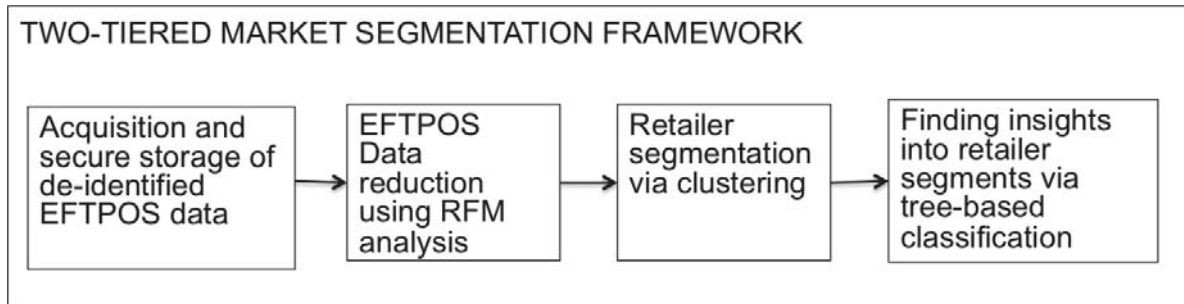 TWO-TIERED MARKET SEGMENTATION FRAMEWORK
Acquisition and
secure storage of
de-identified
EFTPOS data
EFTPOS
Data
reduction
using RFM
analysis
Retailer
segmentation
via clustering
Finding insights
into retailer
segments via
tree-based
classification